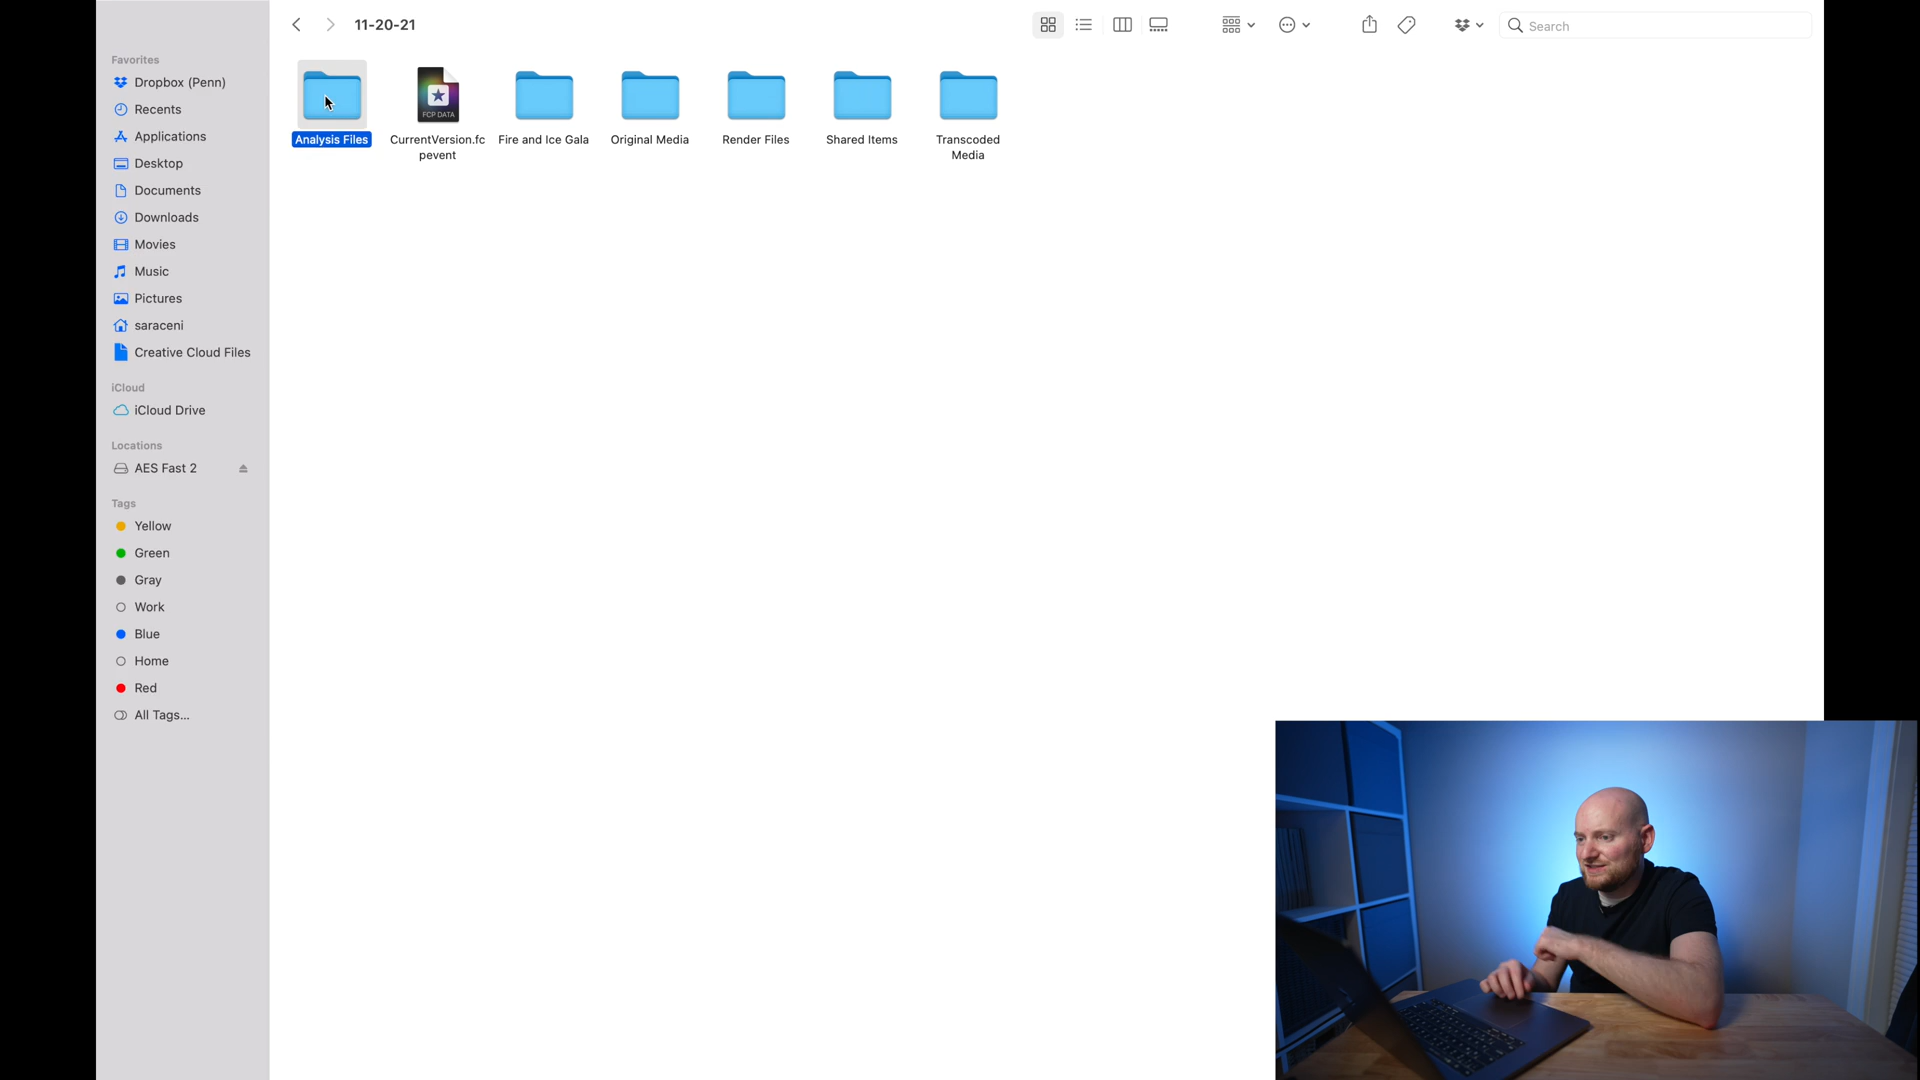 11-20-21
Search
Favorites
Dropbox (Penn)
Recents
Applications
Desktop
Documents
Downloads
Movies
Music
Pictures
saraceni
Creative Cloud Files
iCloud
iCloud Drive
Locations
AES Fast 2
Tags
Yellow
Green
Gray
Work
Blue
Home
Red
All Tags...
FCP DATA
Analysis Files
CurrentVersion.fc
pevent
Fire and Ice Gala
Original Media
Render Files
Shared Items
Transcoded
Media